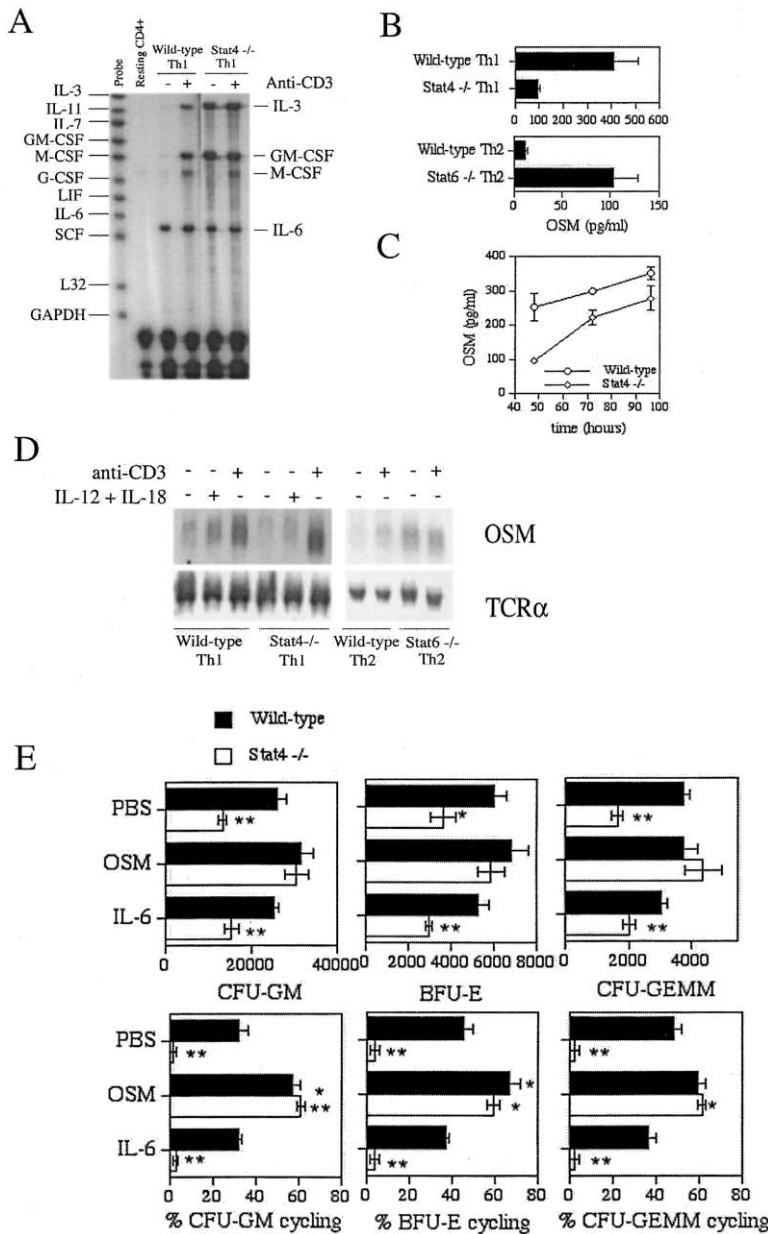 A
Probe
Resting CD4+
Wild-type
Th1
Stat4 -/-
Th1
- + - + Anti-CD3
IL-3
IL-11
IL-7
GM-CSF
M-CSF
G-CSF
LIF
IL-6
SCF
L32
GAPDH
IL-3
GM-CSF
M-CSF
IL-6
B
Wild-type Th1
Stat4 -/- Th1
0 100 200 300 400 500 600
Wild-type Th2
Stat6 -/- Th2
0 50 100 150
OSM (pg/ml)
C
400
300
200
100
0
OSM (pg/ml)
Wild-type
Stat4 -/-
40 50 60 70 80 90 100
time (hours)
D
anti-CD3 - - + - - + - + - +
IL-12 + IL-18 - + - - + - - - - -
OSM
TCRα
Wild-type
Th1
Stat4-/-
Th1
Wild-type
Th2
Stat6 -/-
Th2
Wild-type
Stat4 -/-
E
PBS
**
*
**
OSM
IL-6
**
**
**
0 20000 40000
CFU-GM
0 2000 4000 6000 8000
BFU-E
0 2000 4000
CFU-GEMM
PBS
**
**
**
OSM
*
**
*
*
*
IL-6
**
**
**
0 20 40 60 80
% CFU-GM cycling
0 20 40 60 80
% BFU-E cycling
0 20 40 60 80
% CFU-GEMM cycling